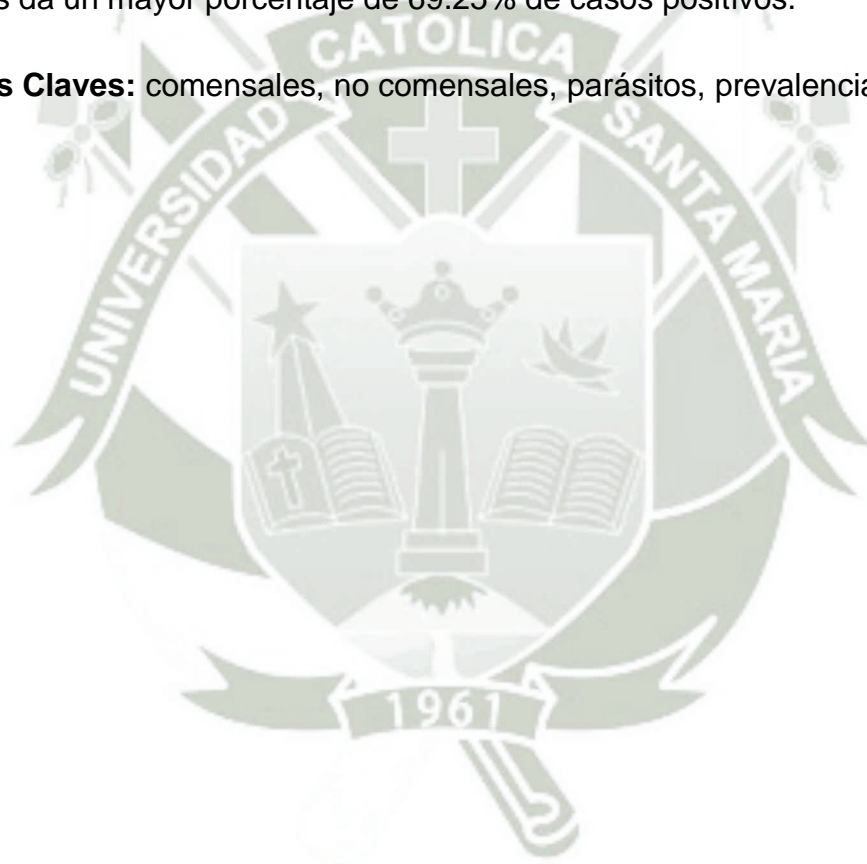 s da un mayor porcentaje de 69.25% de casos positivos.
s Claves: comensales, no comensales, parásitos, prevalencia
UNIVERSIDAD CATOLICA SANTA MARIA
1961